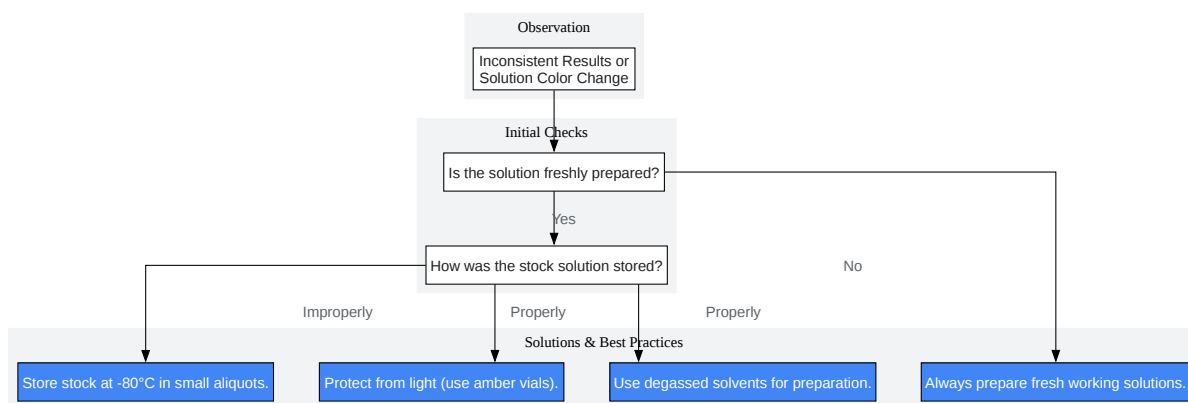 Observation
Inconsistent Results or
Solution Color Change
Initial Checks
Is the solution freshly prepared?
Yes
How was the stock solution stored?
No
Improperly
Properly
Properly
Solutions & Best Practices
Store stock at -80°C in small aliquots.
Protect from light (use amber vials).
Use degassed solvents for preparation.
Always prepare fresh working solutions.